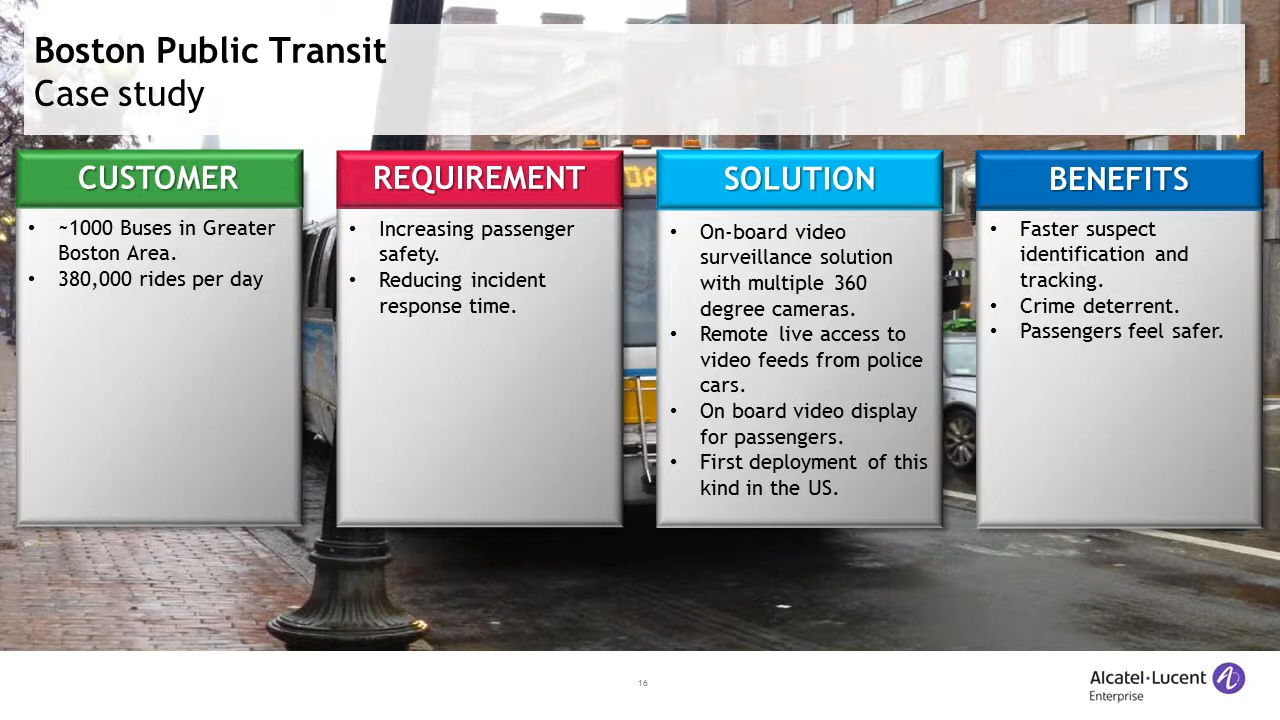 Boston Public Transit
Case study
CUSTOMER
• ~1000 Buses in Greater
Boston Area.
• 380,000 rides per day
REQUIREMENT
• Increasing passenger
safety.
• Reducing incident
response time.
SOLUTION
• On-board video
surveillance solution
with multiple 360
degree cameras.
• Remote live access to
video feeds from police
cars.
• On board video display
for passengers.
• First deployment of this
kind in the US.
BENEFITS
• Faster suspect
identification and
tracking.
• Crime deterrent.
• Passengers feel safer.
16
Alcatel·Lucent
Enterprise